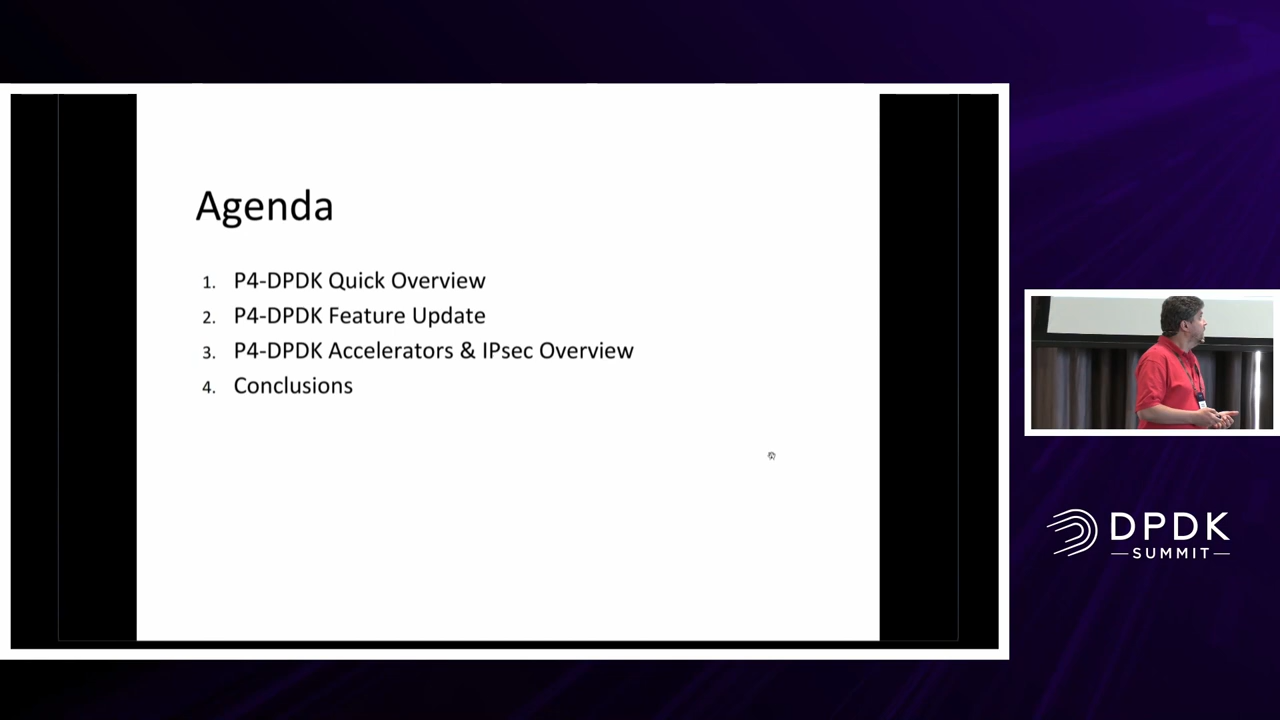 Agenda
1. P4-DPDK Quick Overview
2. P4-DPDK Feature Update
3. P4-DPDK Accelerators & IPsec Overview
4. Conclusions
DPDK
SUMMIT